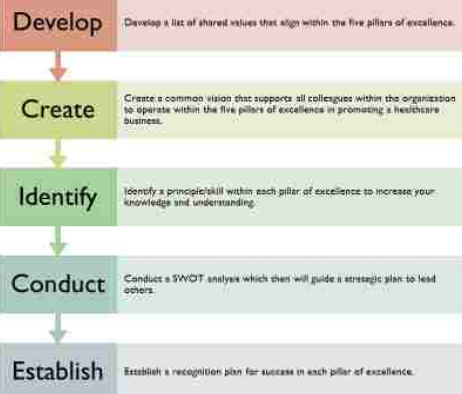 Develop
Develop a list of shared values that align within the five pillars of excellence.
Create
Create a common vision that supports all colleagues within the organization
to operate within the five pillars of excellence in promoting a healthcare
business.
Identify
Identify a principle/skill within each pillar of excellence to increase your
knowledge and understanding.
Conduct
Conduct a SWOT analysis which then will guide a strategic plan to lead
others.
Establish
Establish a recognition plan for success in each pillar of excellence.